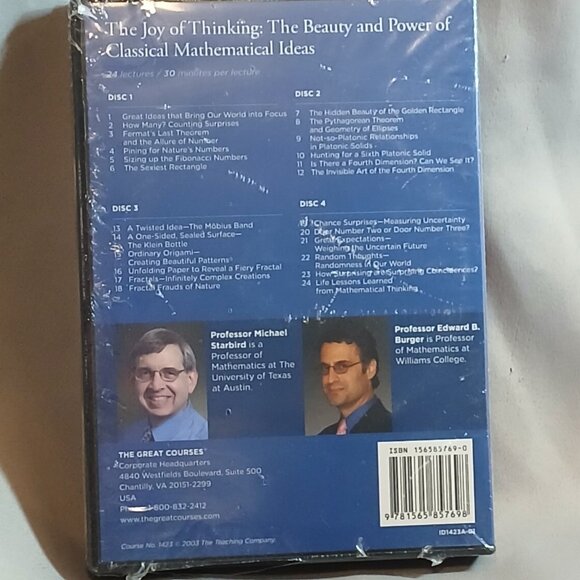 The Joy of Thinking: The Beauty and Power of
Classical Mathematical Ideas
24 lectures / 30 minutes per lecture
DISC 1
1 Great Ideas that Bring Our World into Focus
2 How Many? Counting Surprises
3 Fermat's Last Theorem
and the Allure of Number
4 Pining for Nature's Numbers
5 Sizing up the Fibonacci Numbers
6 The Sexiest Rectangle
DISC 2
7 The Hidden Beauty of the Golden Rectangle
8 The Pythagorean Theorem
and Geometry of Ellipses
9 Not-so-Platonic Relationships
in Platonic Solids
10 Hunting for a Sixth Platonic Solid
11 Is There a Fourth Dimension? Can We See It?
12 The Invisible Art of the Fourth Dimension
DISC 3
13 A Twisted Idea—The Möbius Band
14 A One-Sided, Sealed Surface—
The Klein Bottle
15 Ordinary Origami—
Creating Beautiful Patterns
16 Unfolding Paper to Reveal a Fiery Fractal
17 Fractals—Infinitely Complex Creations
18 Fractal Frauds of Nature
DISC 4
19 Chance Surprises—Measuring Uncertainty
20 Door Number Two or Door Number Three?
21 Great Expectations—
Weighing the Uncertain Future
22 Random Thoughts—
Randomness in Our World
23 How Surprising are Surprising Coincidences?
24 Life Lessons Learned
from Mathematical Thinking
Professor Michael
Starbird is a
Professor of
Mathematics at The
University of Texas
at Austin.
Professor Edward B.
Burger is Professor
of Mathematics at
Williams College.
THE GREAT COURSES®
Corporate Headquarters
4840 Westfields Boulevard, Suite 500
Chantilly, VA 20151-2299
USA
Phone 1-800-832-2412
www.thegreatcourses.com
Course No. 1423 © 2003 The Teaching Company.
ISBN 156585769-0
9 781565 857698
ID1423A-01